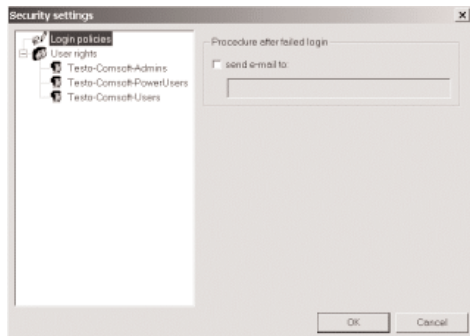 Security settings
Login policies
User rights
Testo-Comsoft-Admins
Testo-Comsoft-PowerUsers
Testo-Comsoft-Users
Procedure after failed login
send e-mail to:
OK
Cancel